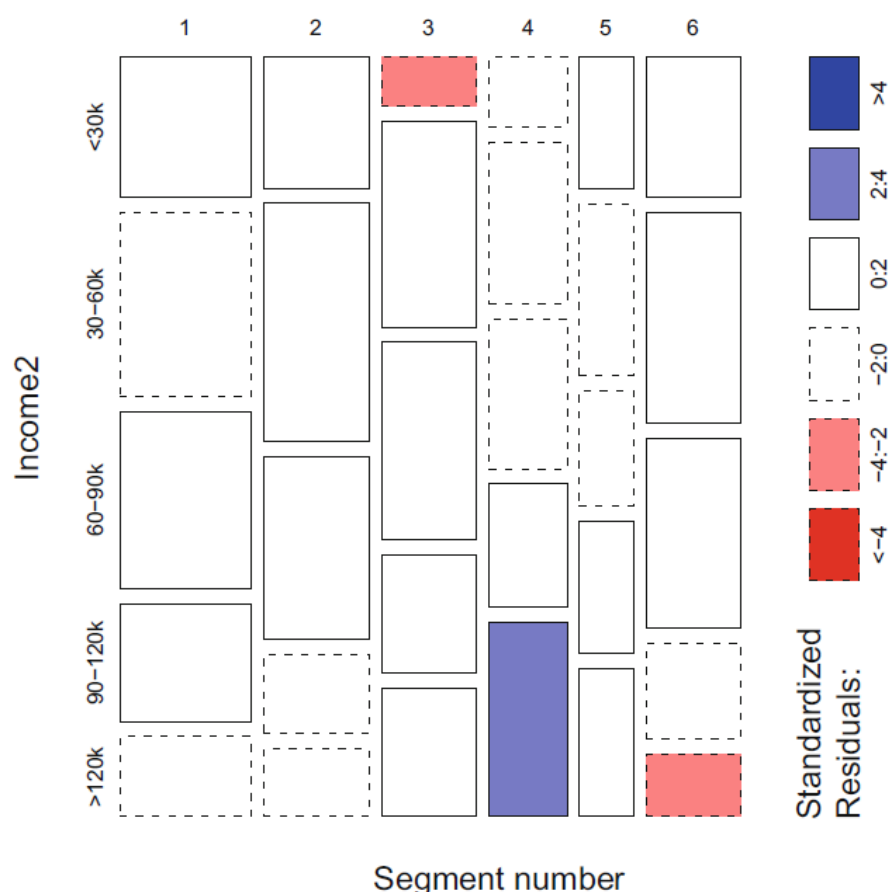 1 2 3 4 5 6
<30k
30−60k
60−90k
90−120k
>120k
Income2
Segment number
>4
2:4
0:2
−2:0
−4:−2
<−4
Standardized
Residuals: